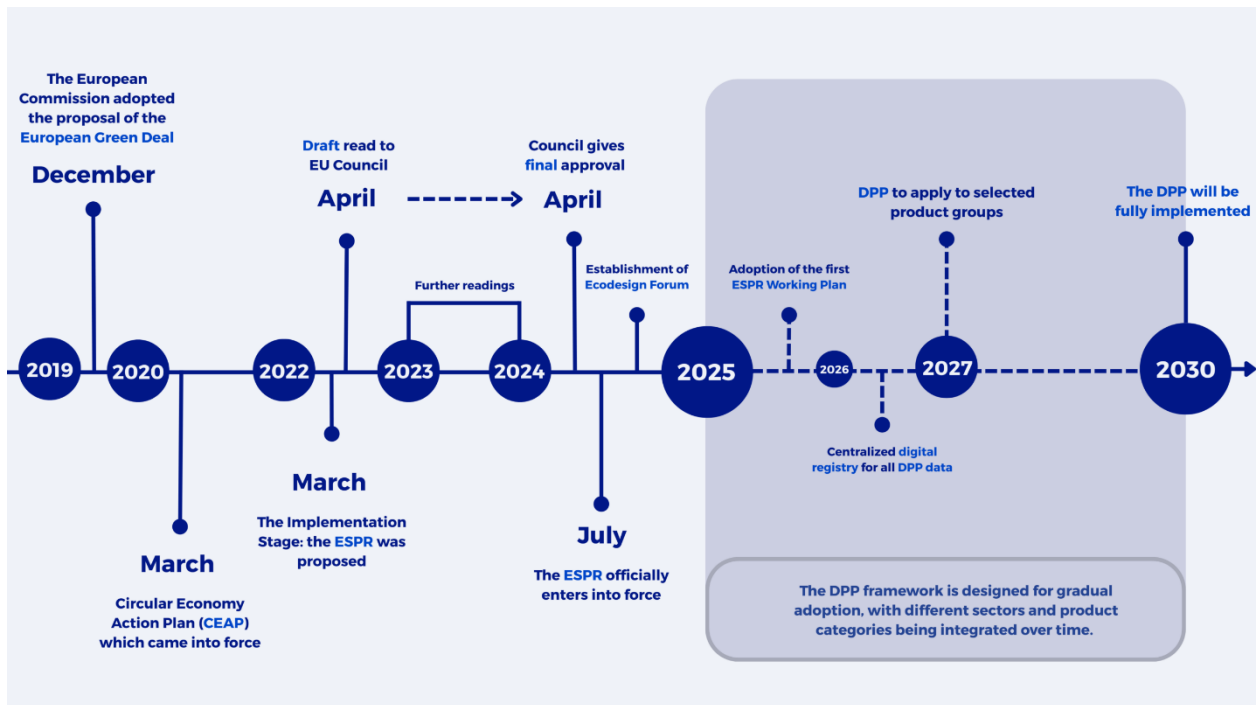 The European
Commission adopted
the proposal of the
European Green Deal
December
Draft read to
EU Council
April
Council gives
final approval
April
Further readings
Establishment of
Ecodesign Forum
Adoption of the first
ESPR Working Plan
DPP to apply to selected
product groups
The DPP will be
fully implemented
2019
2020
2022
2023
2024
2025
2026
2027
2030
March
Circular Economy
Action Plan (CEAP)
which came into force
March
The Implementation
Stage: the ESPR was
proposed
July
The ESPR officially
enters into force
Centralized digital
registry for all DPP data
The DPP framework is designed for gradual
adoption, with different sectors and product
categories being integrated over time.